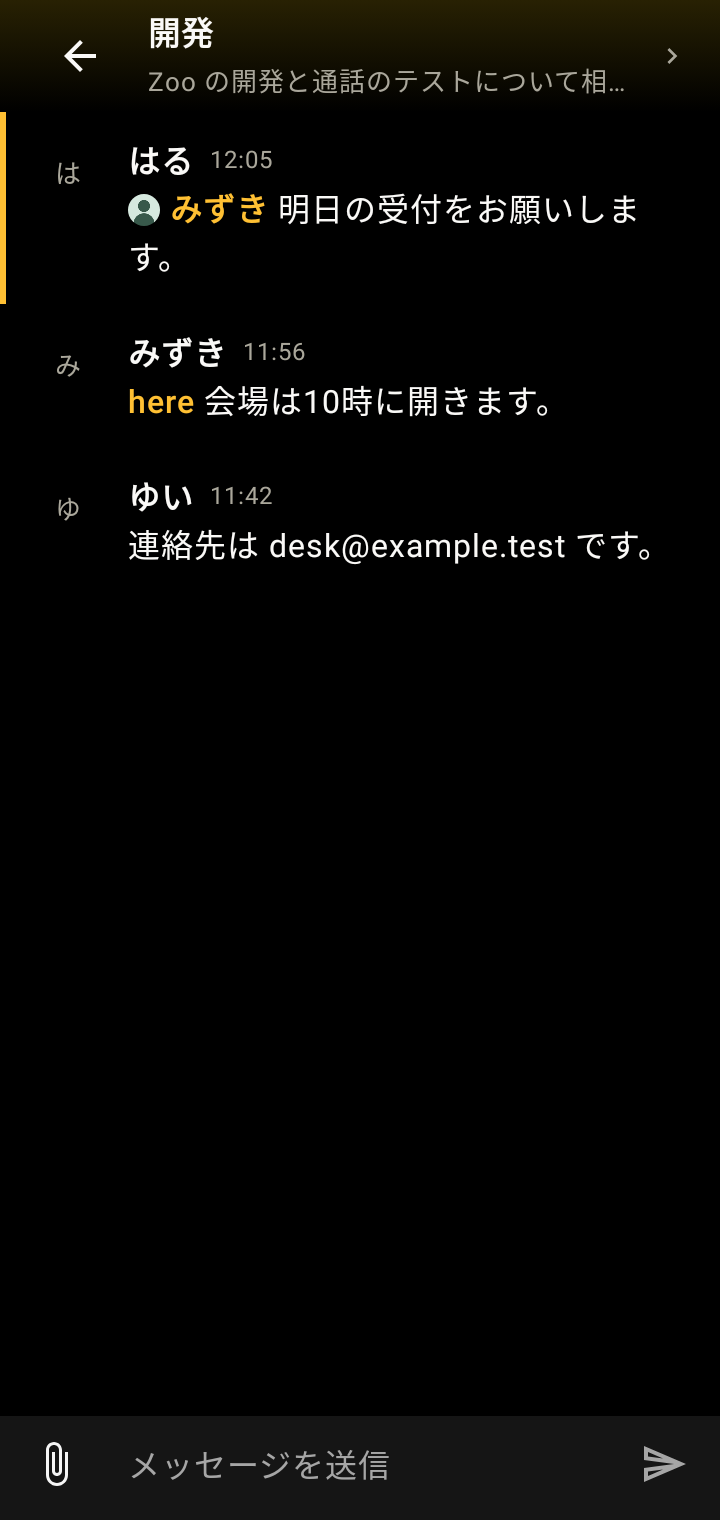 開発
Zoo の開発と通話のテストについて相…
は
はる 12:05
みずき 明日の受付をお願いしま
す。
み
みずき 11:56
here 会場は10時に開きます。
ゆ
ゆい 11:42
連絡先は desk@example.test です。
メッセージを送信